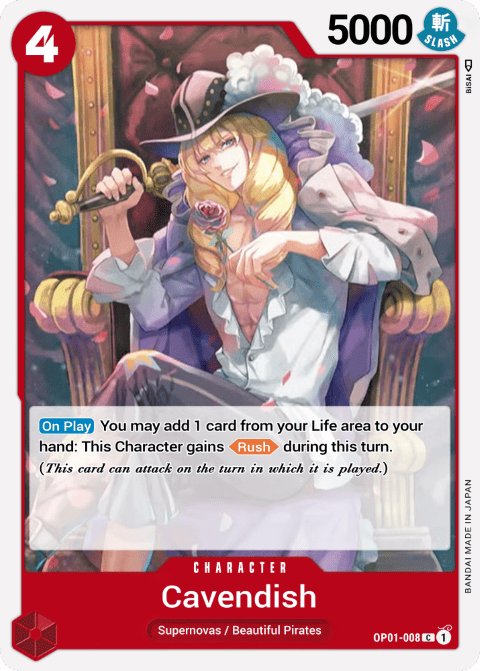 4
5000
斬
SLASH
BISAI
On Play You may add 1 card from your Life area to your
hand: This Character gains Rush during this turn.
(This card can attack on the turn in which it is played.)
BANDAI MADE IN JAPAN
CHARACTER
Cavendish
Supernovas / Beautiful Pirates
OP01-008 C 1